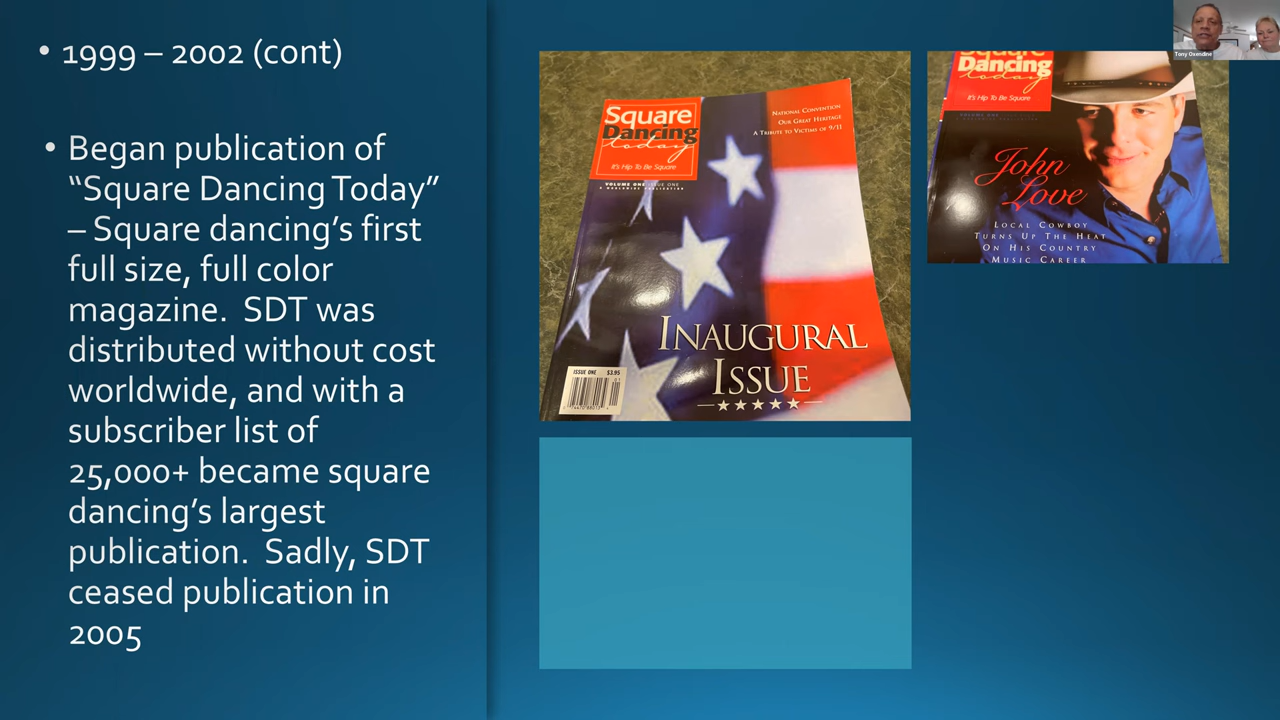 • 1999 – 2002 (cont)
• Began publication of
“Square Dancing Today”
– Square dancing’s first
full size, full color
magazine.  SDT was
distributed without cost
worldwide, and with a
subscriber list of
25,000+ became square
dancing’s largest
publication.  Sadly, SDT
ceased publication in
2005
Square
Dancing
today
It's Hip To Be Square
VOLUME ONE ISSUE ONE
A WORLDWIDE PUBLICATION
NATIONAL CONVENTION
OUR GREAT HERITAGE
A TRIBUTE TO VICTIMS OF 9/11
INAUGURAL
ISSUE
ISSUE ONE $3.95
Square
Dancing
today
It's Hip To Be Square
VOLUME ONE
John
Love
LOCAL COWBOY
TURNS UP THE HEAT
ON HIS COUNTRY
MUSIC CAREER
Tony Oxendine